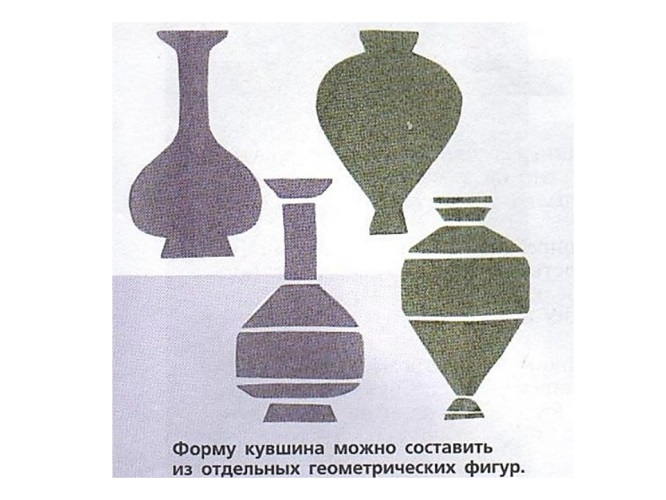 Форму кувшина можно составить
из отдельных геометрических фигур.